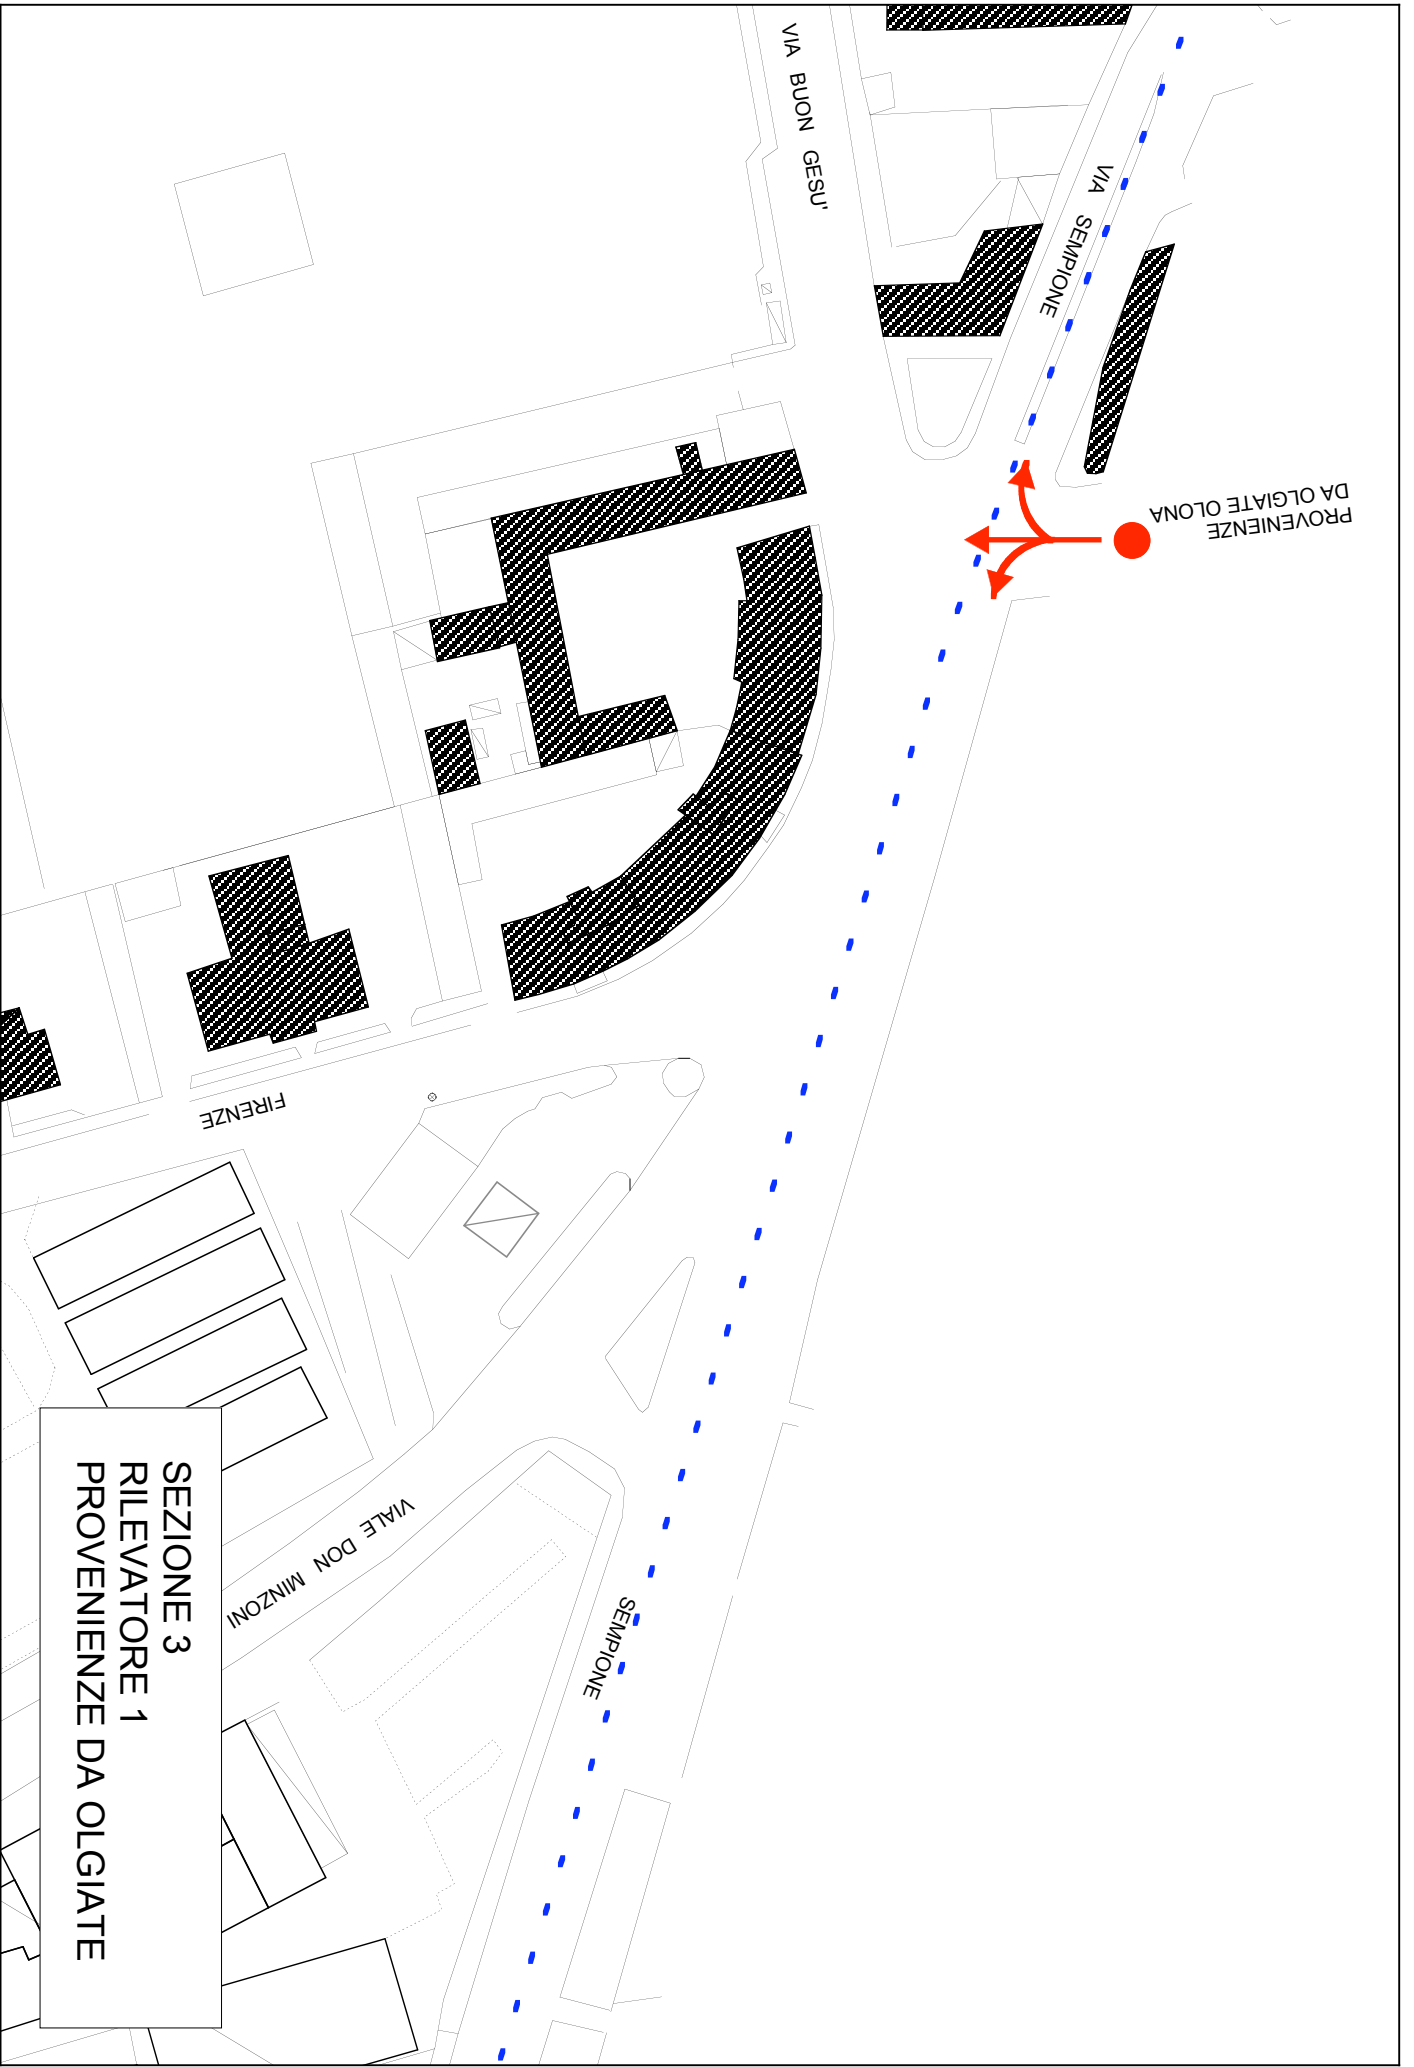 VIA BUON GESU'
VIA SEMPIONE
PROVENIENZE
DA OLGIATE OLONA
FIRENZE
VIALE DON MINZONI
SEMPIONE
SEZIONE 3
RILEVATORE 1
PROVENIENZE DA OLGIATE